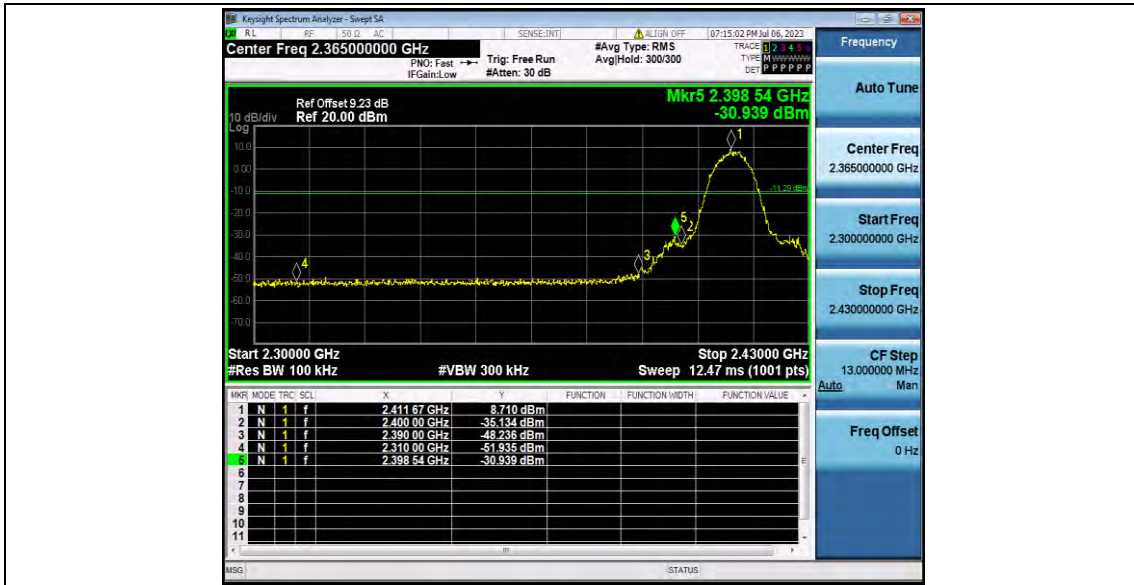 Keysight Spectrum Analyzer - Swept SA
RL RF 50 Ω AC SENSE:INT ALIGN OFF 07:15:02 PM Jul 06, 2023
Center Freq 2.365000000 GHz
#Avg Type: RMS
TRACE 1 2 3 4 5 6
PNO: Fast Trig: Free Run Avg|Hold: 300/300
TYPE M WWWWW
IFGain:Low #Atten: 30 dB
DET P P P P P P
Frequency
Auto Tune
Mkr5 2.398 54 GHz
-30.939 dBm
Ref Offset 9.23 dB
10 dB/div Ref 20.00 dBm
Log
10.0
0.00
-10.0
-20.0
-30.0
-40.0
-50.0
-60.0
-70.0
1
-11.29 dBm
5
2
3
4
Start 2.30000 GHz Stop 2.43000 GHz
#Res BW 100 kHz #VBW 300 kHz Sweep 12.47 ms (1001 pts)
Center Freq
2.365000000 GHz
Start Freq
2.300000000 GHz
Stop Freq
2.430000000 GHz
CF Step
13.000000 MHz
Auto Man
Freq Offset
0 Hz
MKR MODE TRC SCL X Y FUNCTION FUNCTION WIDTH FUNCTION VALUE
1 N 1 f 2.411 67 GHz 8.710 dBm
2 N 1 f 2.400 00 GHz -35.134 dBm
3 N 1 f 2.390 00 GHz -48.236 dBm
4 N 1 f 2.310 00 GHz -51.935 dBm
5 N 1 f 2.398 54 GHz -30.939 dBm
6
7
8
9
10
11
MSG STATUS